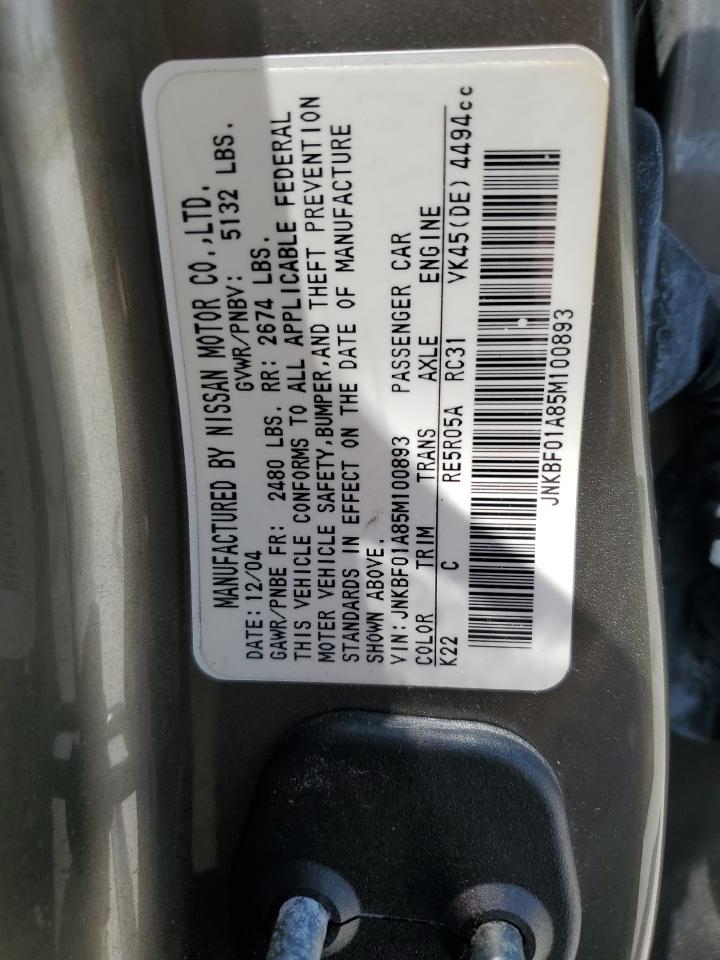 MANUFACTURED BY NISSAN MOTOR CO.,LTD.
DATE: 12/04 GVWR/PNBV: 5132 LBS.
GAWR/PNBE FR: 2480 LBS. RR: 2674 LBS.
THIS VEHICLE CONFORMS TO ALL APPLICABLE FEDERAL
MOTER VEHICLE SAFETY,BUMPER,AND THEFT PREVENTION
STANDARDS IN EFFECT ON THE DATE OF MANUFACTURE
SHOWN ABOVE.
VIN: JNKBF01A85M100893 PASSENGER CAR
COLOR TRIM TRANS AXLE ENGINE
K22 C RE5R05A RC31 VK45(DE) 4494cc
JNKBF01A85M100893